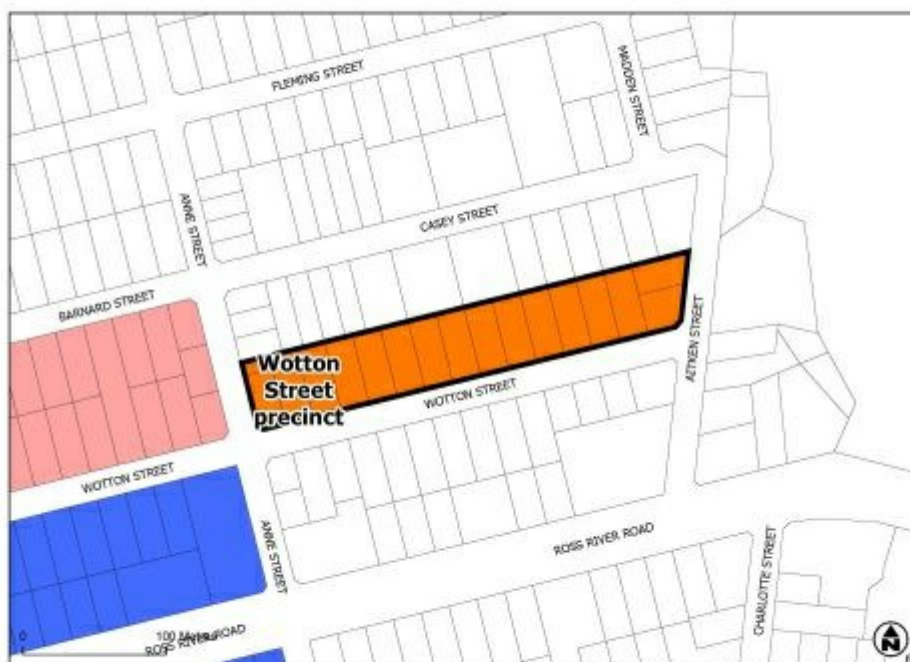 FLEMING STREET
MADDEN STREET
ANNE STREET
CASEY STREET
BARNARD STREET
Wotton
Street
precinct
WOTTON STREET
AITKEN STREET
WOTTON STREET
ANNE STREET
ROSS RIVER ROAD
CHARLOTTE STREET
0
100
ROSS RIVER ROAD
N